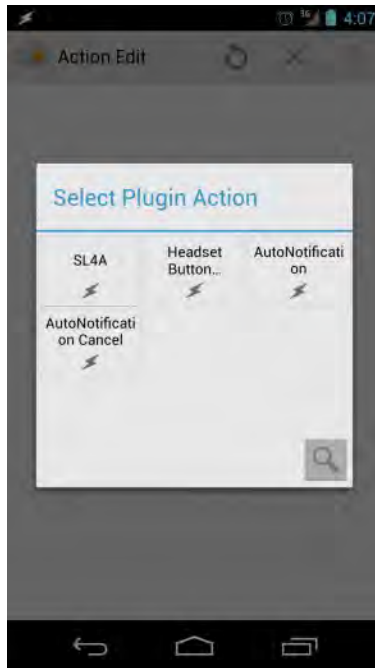 4:07
Action Edit
Select Plugin Action
SL4A
Headset
Button...
AutoNotificati
on
AutoNotificati
on Cancel